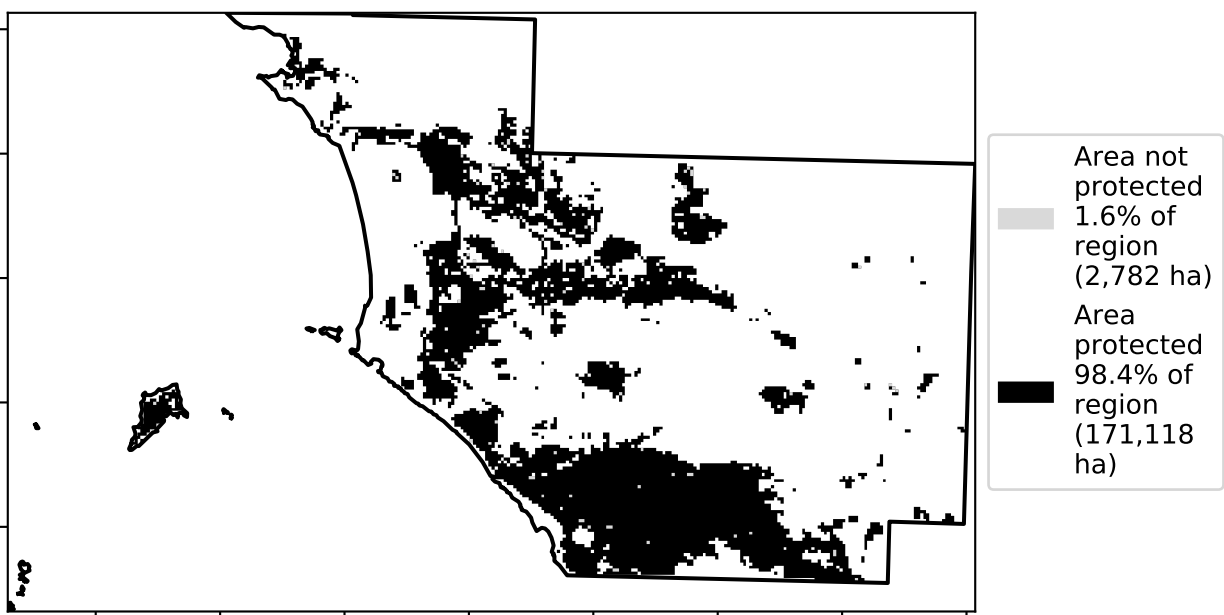 Area not
protected
1.6% of
region
(2,782 ha)
Area
protected
98.4% of
region
(171,118
ha)